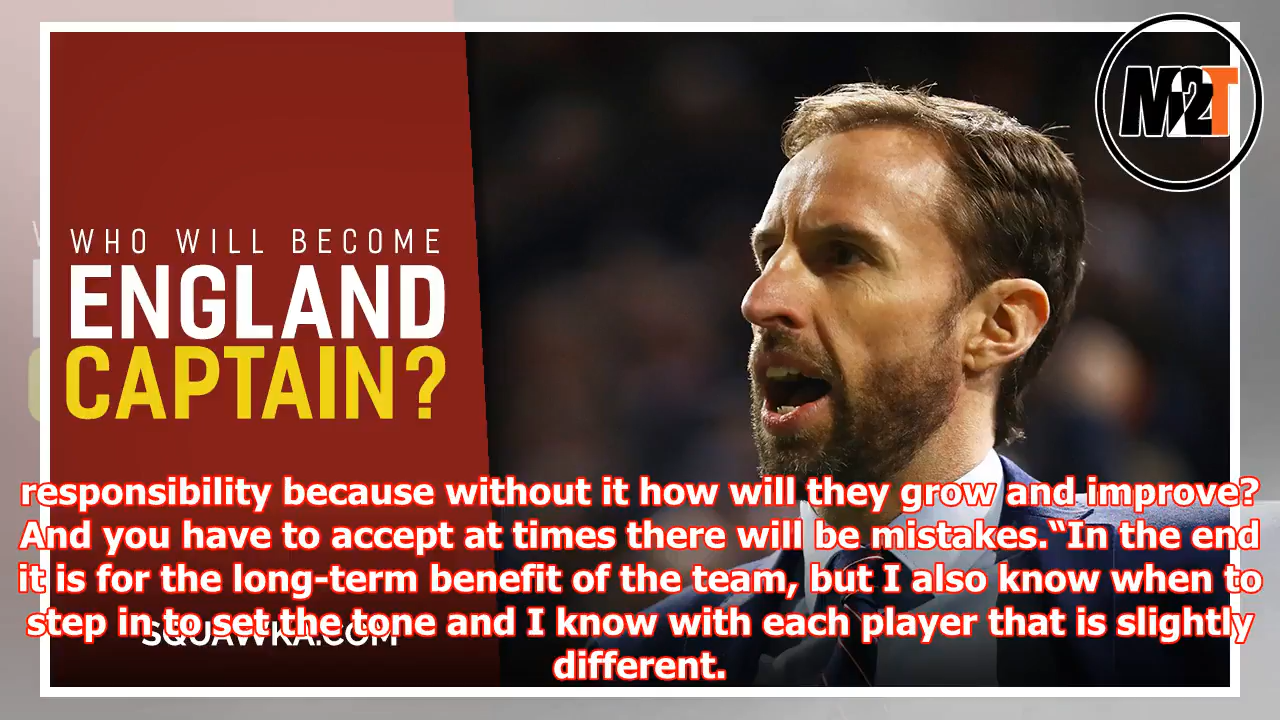 M2T
WHO WILL BECOME
ENGLAND
CAPTAIN?
responsibility because without it how will they grow and improve?
And you have to accept at times there will be mistakes.“In the end
it is for the long-term benefit of the team, but I also know when to
step in to set the tone and I know with each player that is slightly
different.
SQUAWKA.COM